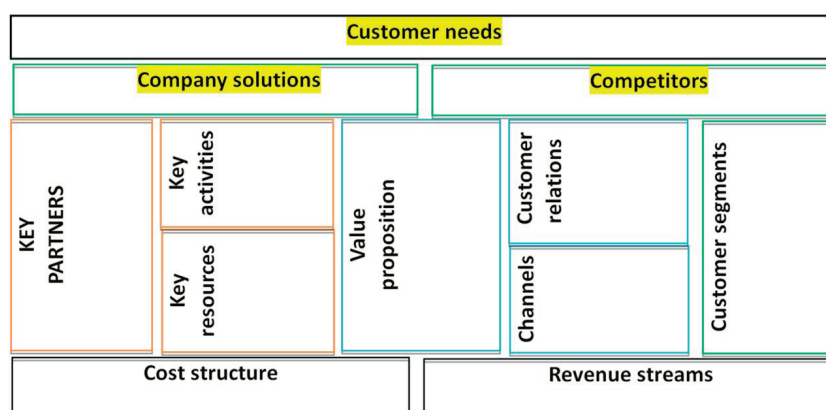 Customer needs
Company solutions
Competitors
KEY
PARTNERS
Key
activities
Key
resources
Value
proposition
Customer
relations
Channels
Customer segments
Cost structure
Revenue streams